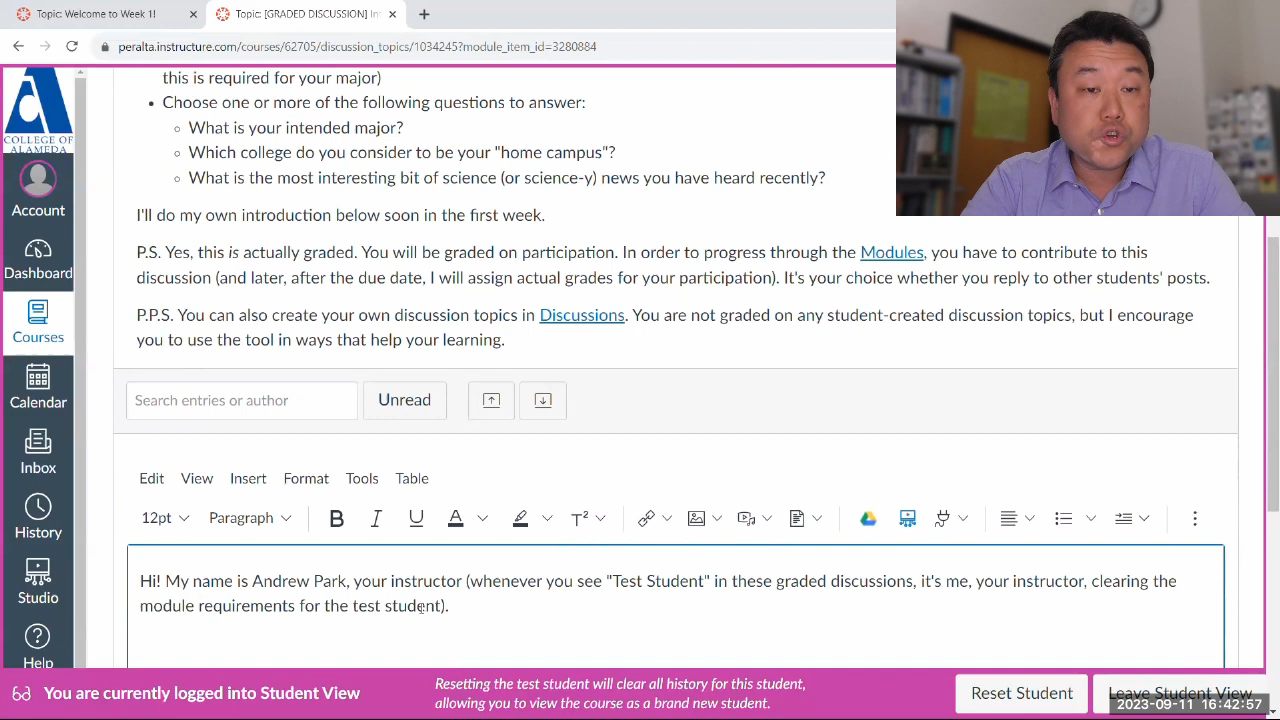 Topic: Welcome to Week 1!
Topic: [GRADED DISCUSSION] In
peralta.instructure.com/courses/62705/discussion_topics/1034245?module_item_id=3280884
COLLEGE OF
ALAMEDA
Account
Dashboard
Courses
Calendar
Inbox
History
Studio
Help
this is required for your major)
Choose one or more of the following questions to answer:
What is your intended major?
Which college do you consider to be your "home campus"?
What is the most interesting bit of science (or science-y) news you have heard recently?
I'll do my own introduction below soon in the first week.
P.S. Yes, this is actually graded. You will be graded on participation. In order to progress through the Modules, you have to contribute to this
discussion (and later, after the due date, I will assign actual grades for your participation). It's your choice whether you reply to other students' posts.
P.P.S. You can also create your own discussion topics in Discussions. You are not graded on any student-created discussion topics, but I encourage
you to use the tool in ways that help your learning.
Search entries or author
Unread
Edit View Insert Format Tools Table
12pt Paragraph B I U A T²
Hi! My name is Andrew Park, your instructor (whenever you see "Test Student" in these graded discussions, it's me, your instructor, clearing the
module requirements for the test student).
You are currently logged into Student View
Resetting the test student will clear all history for this student,
allowing you to view the course as a brand new student.
Reset Student
Leave Student View
2023-09-11 16:42:57